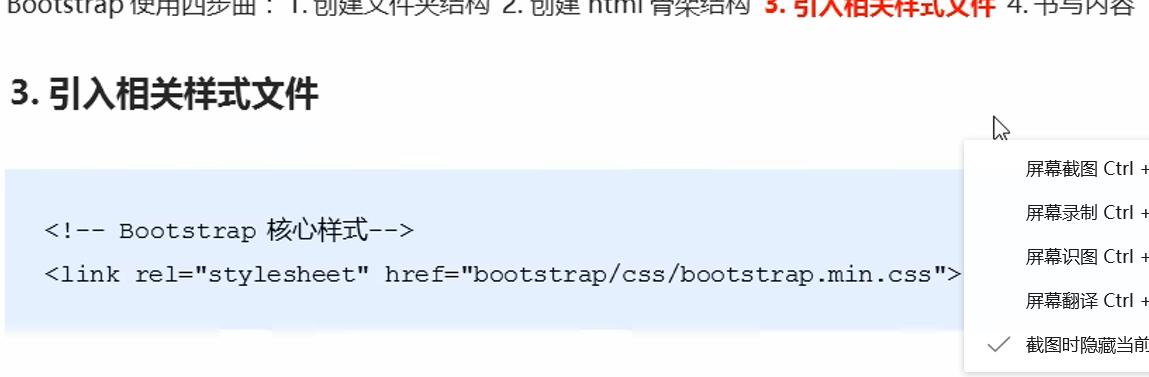 Bootstrap 使用四步曲：1. 创建文件夹结构 2. 创建 html 骨架结构 3. 引入相关样式文件 4. 书写内容
3. 引入相关样式文件
<!-- Bootstrap 核心样式-->
<link rel="stylesheet" href="bootstrap/css/bootstrap.min.css">
屏幕截图 Ctrl +
屏幕录制 Ctrl +
屏幕识图 Ctrl +
屏幕翻译 Ctrl +
截图时隐藏当前